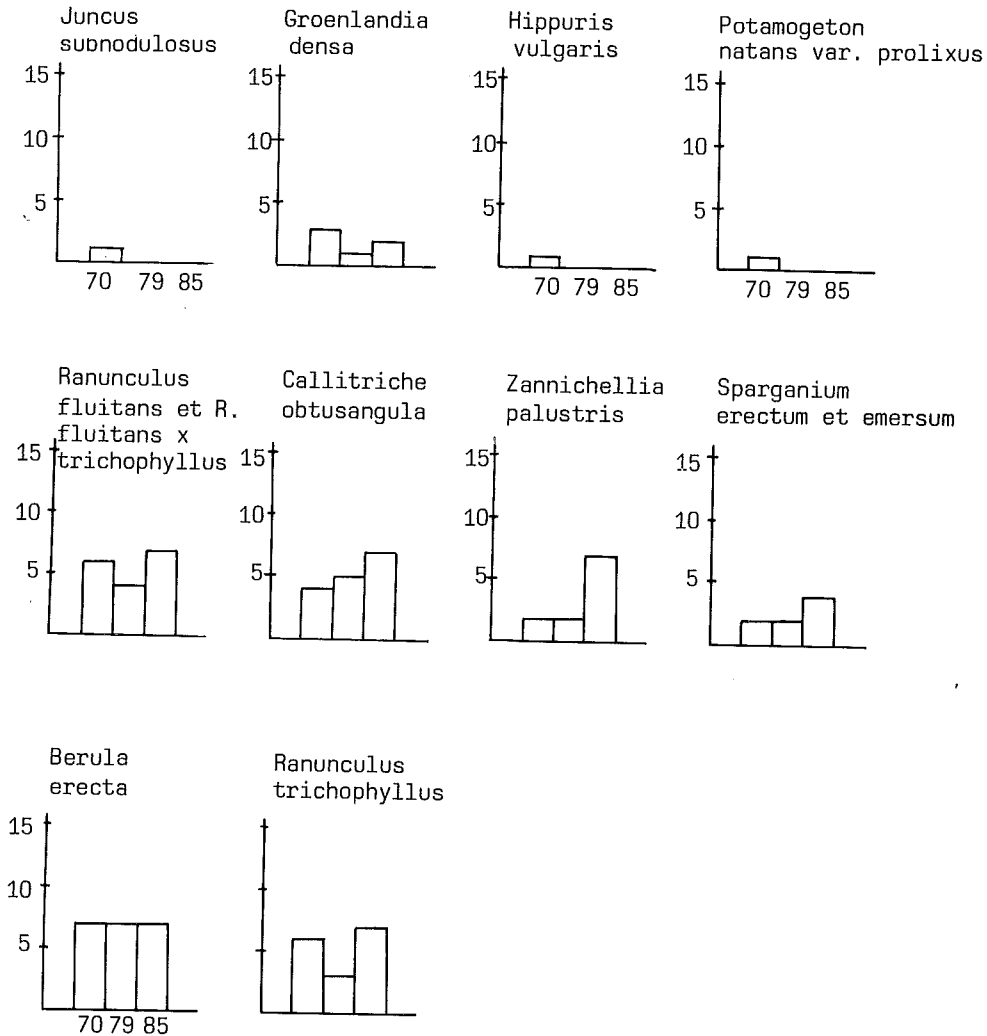 Juncus
subnodulosus
15
10
5
70 79 85
Groenlandia
densa
15
10
5
Hippuris
vulgaris
15
10
5
70 79 85
Potamogeton
natans var. prolixus
15
10
5
70 79 85
Ranunculus
fluitans et R.
fluitans x
trichophyllus
15
10
5
Callitriche
obtusangula
15
10
5
Zannichellia
palustris
15
10
5
Sparganium
erectum et emersum
15
10
5
Berula
erecta
15
10
5
70 79 85
Ranunculus
trichophyllus